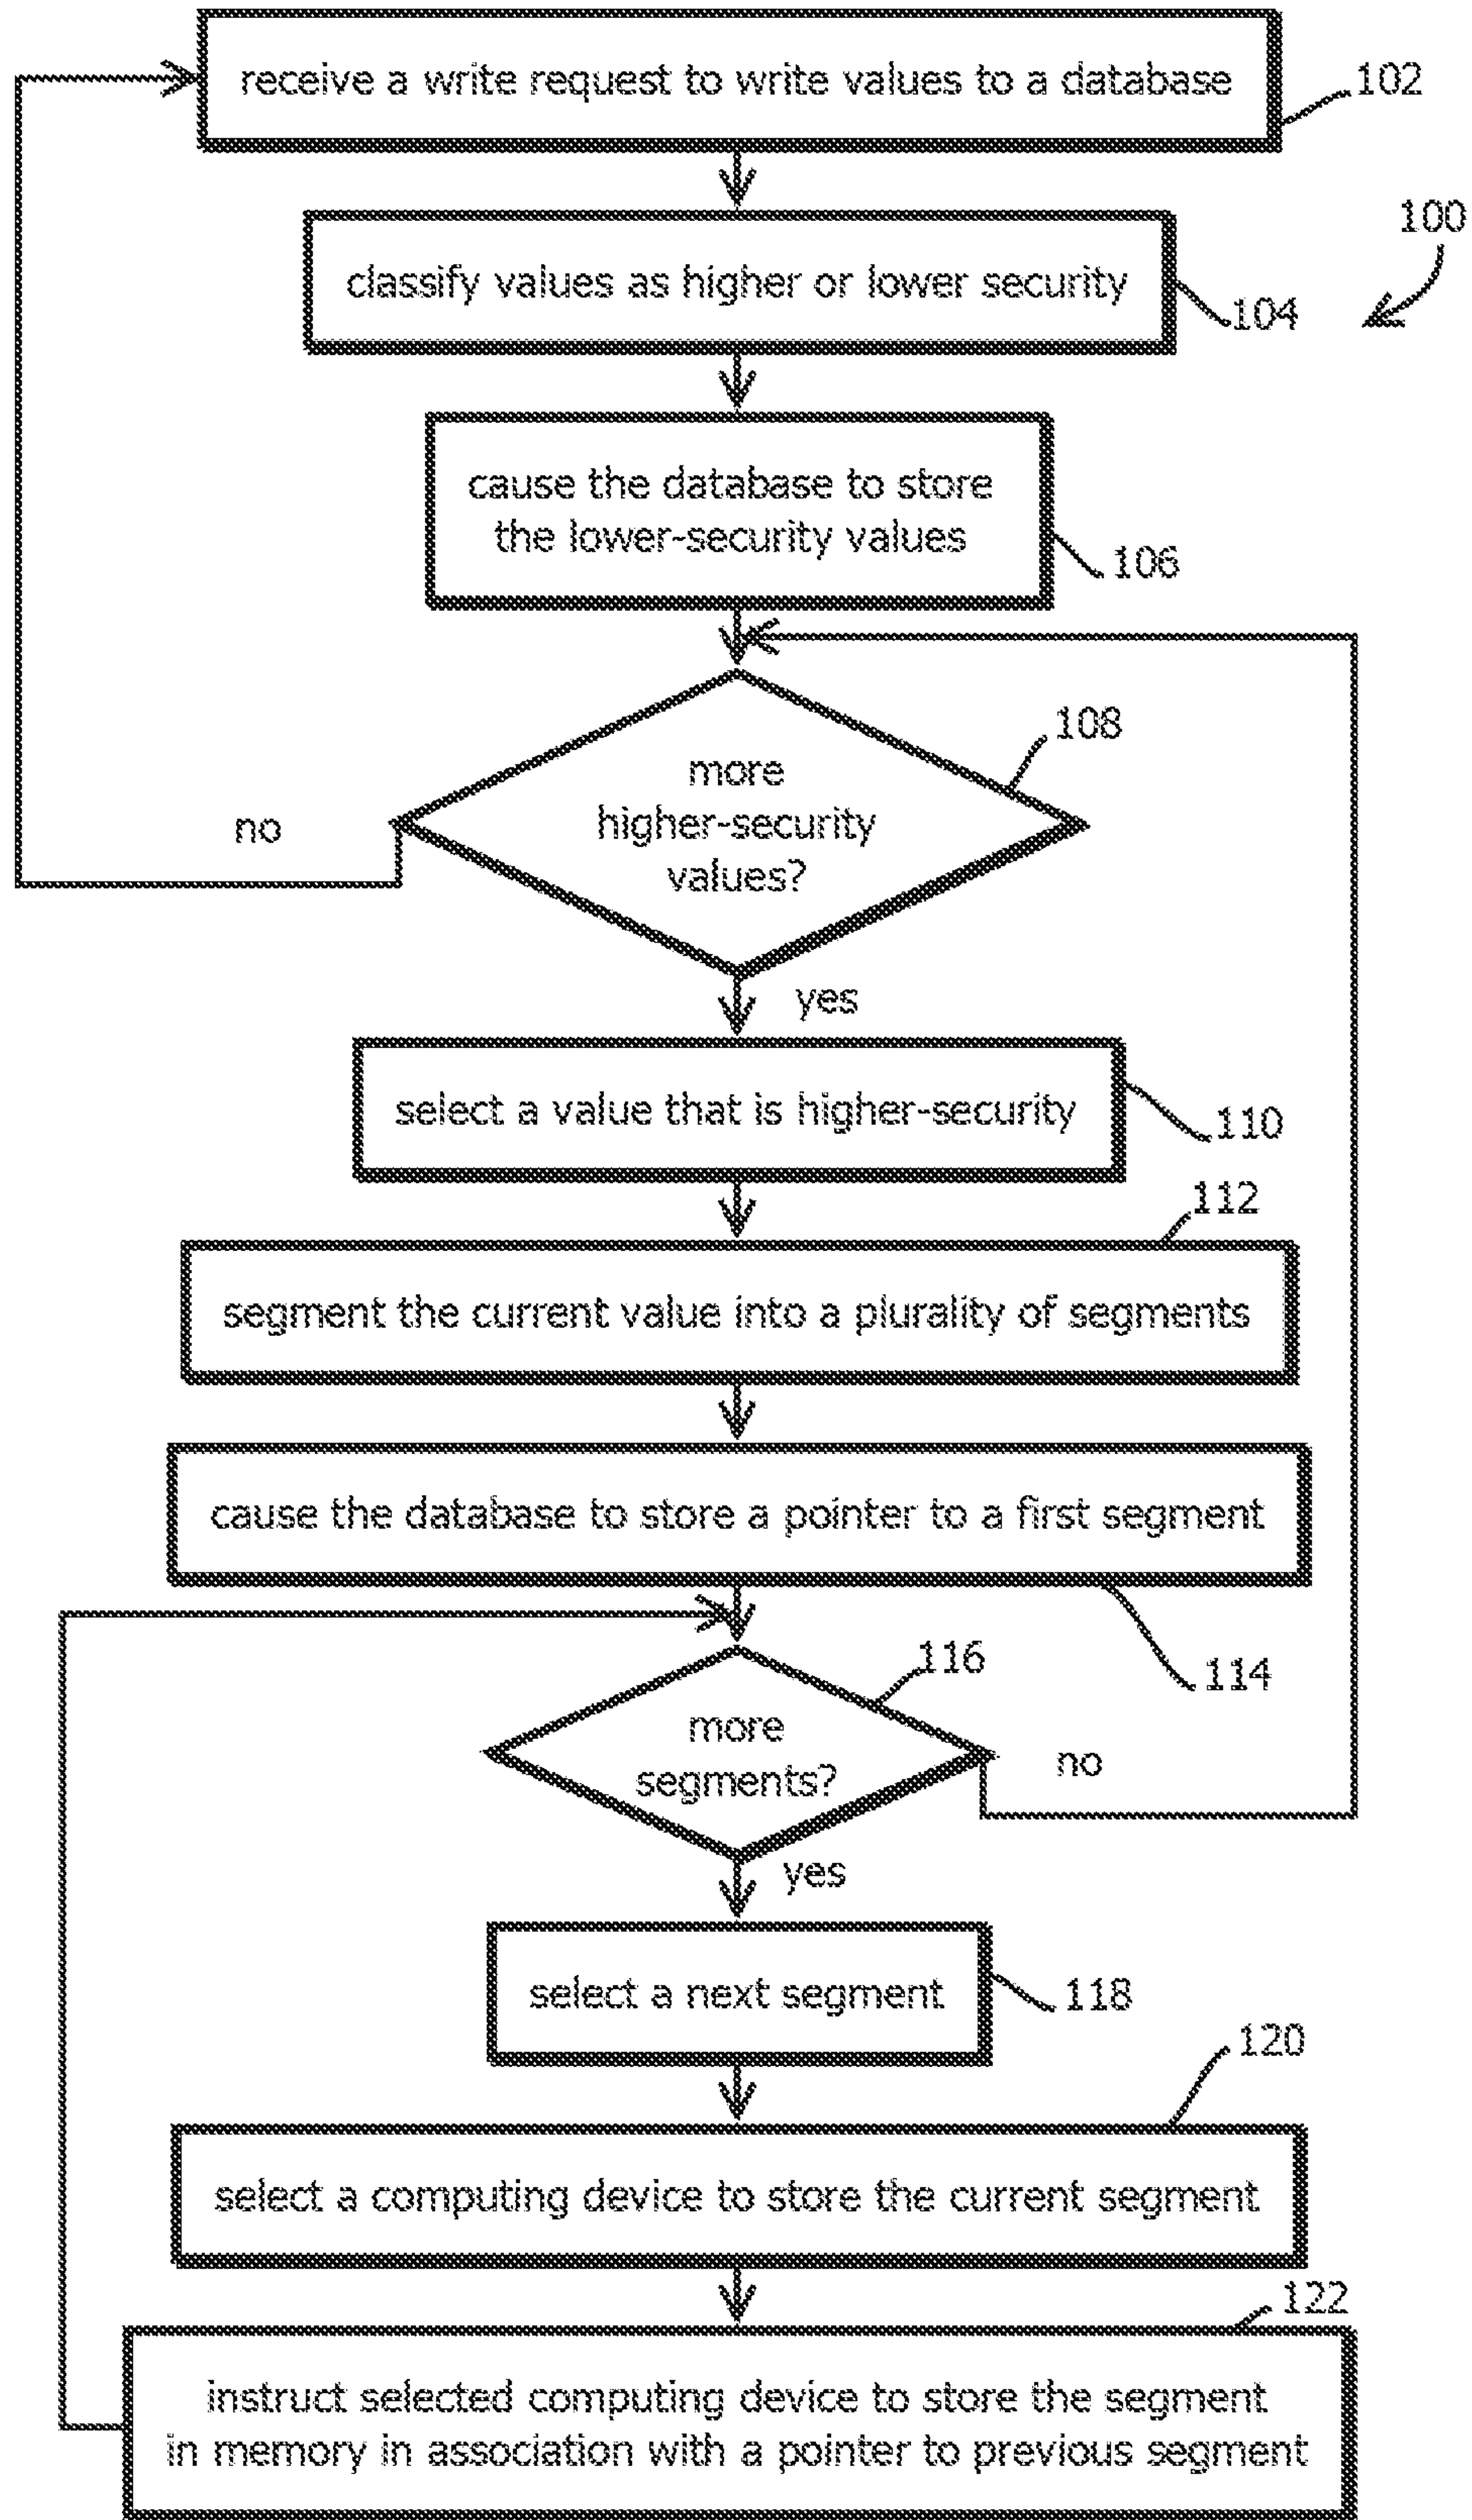 receive a write request to write values to a database
102
100
classify values as higher or lower security
104
cause the database to store
the lower-security values
106
108
more
higher-security
values?
no
yes
select a value that is higher-security
110
112
segment the current value into a plurality of segments
cause the database to store a pointer to a first segment
114
116
more
segments?
no
yes
select a next segment
118
120
select a computing device to store the current segment
122
instruct selected computing device to store the segment
in memory in association with a pointer to previous segment